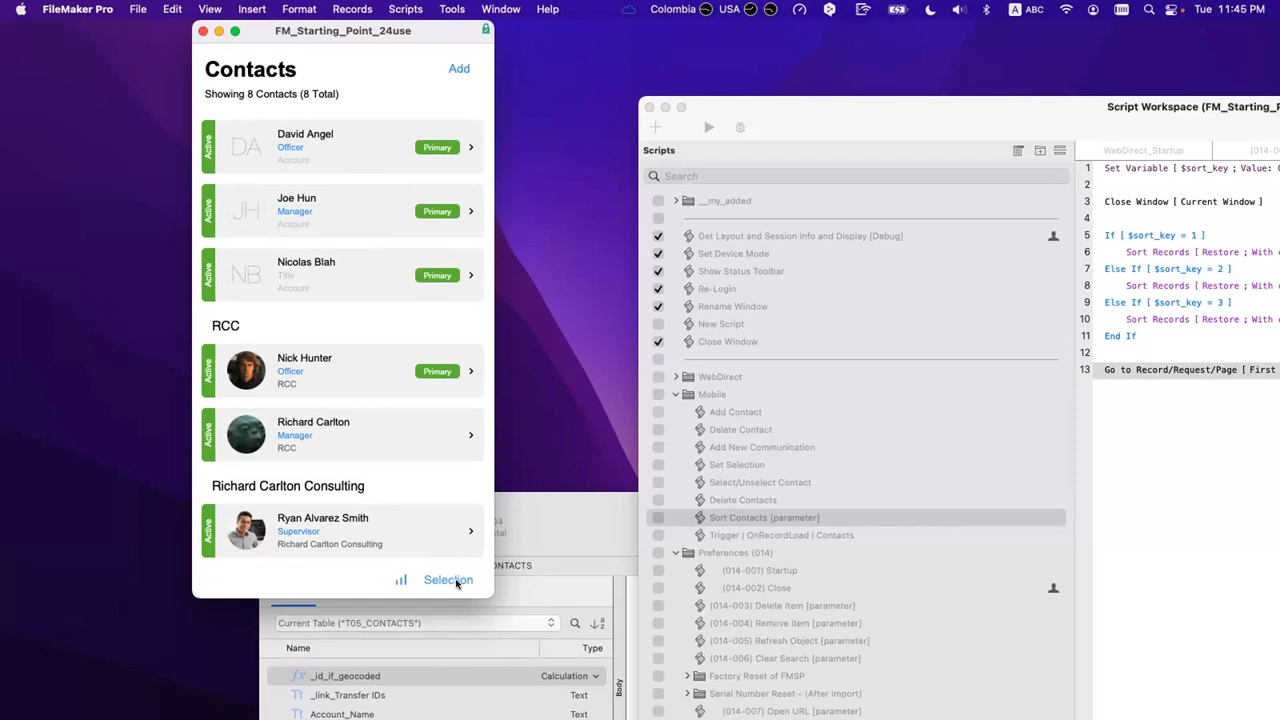 FileMaker Pro File Edit View Insert Format Records Scripts Tools Window Help
Colombia USA A ABC Tue 11:45 PM
FM_Starting_Point_24use
Contacts
Add
Showing 8 Contacts (8 Total)
Active
DA
David Angel
Officer
Account
Primary
Active
JH
Joe Hun
Manager
Account
Primary
Active
NB
Nicolas Blah
Title
Account
Primary
RCC
Active
Nick Hunter
Officer
RCC
Primary
Active
Richard Carlton
Manager
RCC
Richard Carlton Consulting
Active
Ryan Alvarez Smith
Supervisor
Richard Carlton Consulting
Selection
04
tal
ONTACTS
Current Table ("T05_CONTACTS")
Name Type
_id_if_geocoded Calculation
_link_Transfer IDs Text
Account_Name Text
Body
Script Workspace (FM_Starting_P
Scripts
Search
__my_added
Get Layout and Session Info and Display [Debug]
Set Device Mode
Show Status Toolbar
Re-Login
Rename Window
New Script
Close Window
WebDirect
Mobile
Add Contact
Delete Contact
Add New Communication
Set Selection
Select/Unselect Contact
Delete Contacts
Sort Contacts [parameter]
Trigger | OnRecordLoad | Contacts
Preferences (014)
(014-001) Startup
(014-002) Close
(014-003) Delete Item [parameter]
(014-004) Remove Item [parameter]
(014-005) Refresh Object [parameter]
(014-006) Clear Search [parameter]
Factory Reset of FMSP
Serial Number Reset - (After import)
(014-007) Open URL [parameter]
WebDirect_Startup
(014-0
1 Set Variable [ $sort_key ; Value:
2
3 Close Window [ Current Window ]
4
5 If [ $sort_key = 1 ]
6 Sort Records [ Restore ; With
7 Else If [ $sort_key = 2 ]
8 Sort Records [ Restore ; With
9 Else If [ $sort_key = 3 ]
10 Sort Records [ Restore ; With
11 End If
12
13 Go to Record/Request/Page [ First